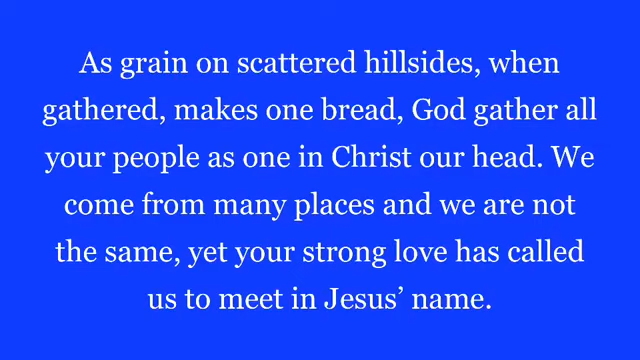 As grain on scattered hillsides, when
gathered, makes one bread, God gather all
your people as one in Christ our head. We
come from many places and we are not
the same, yet your strong love has called
us to meet in Jesus’ name.